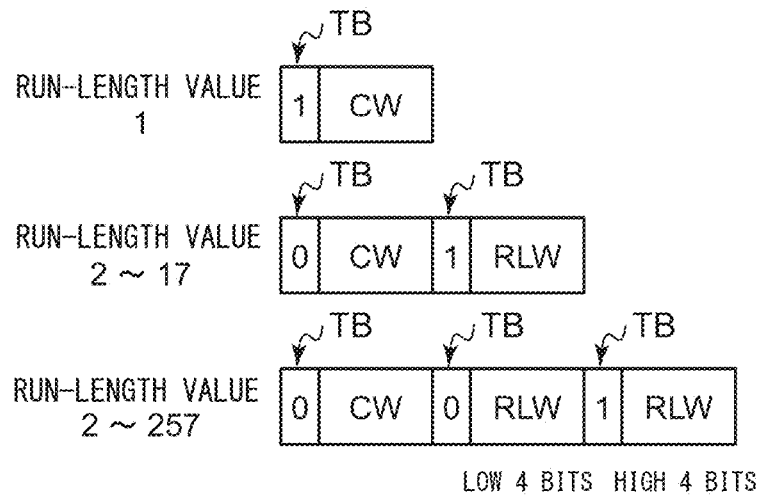 TB
RUN-LENGTH VALUE
1
1 CW
TB TB
RUN-LENGTH VALUE
2 ~ 17
0 CW 1 RLW
TB TB TB
RUN-LENGTH VALUE
2 ~ 257
0 CW 0 RLW 1 RLW
LOW 4 BITS HIGH 4 BITS